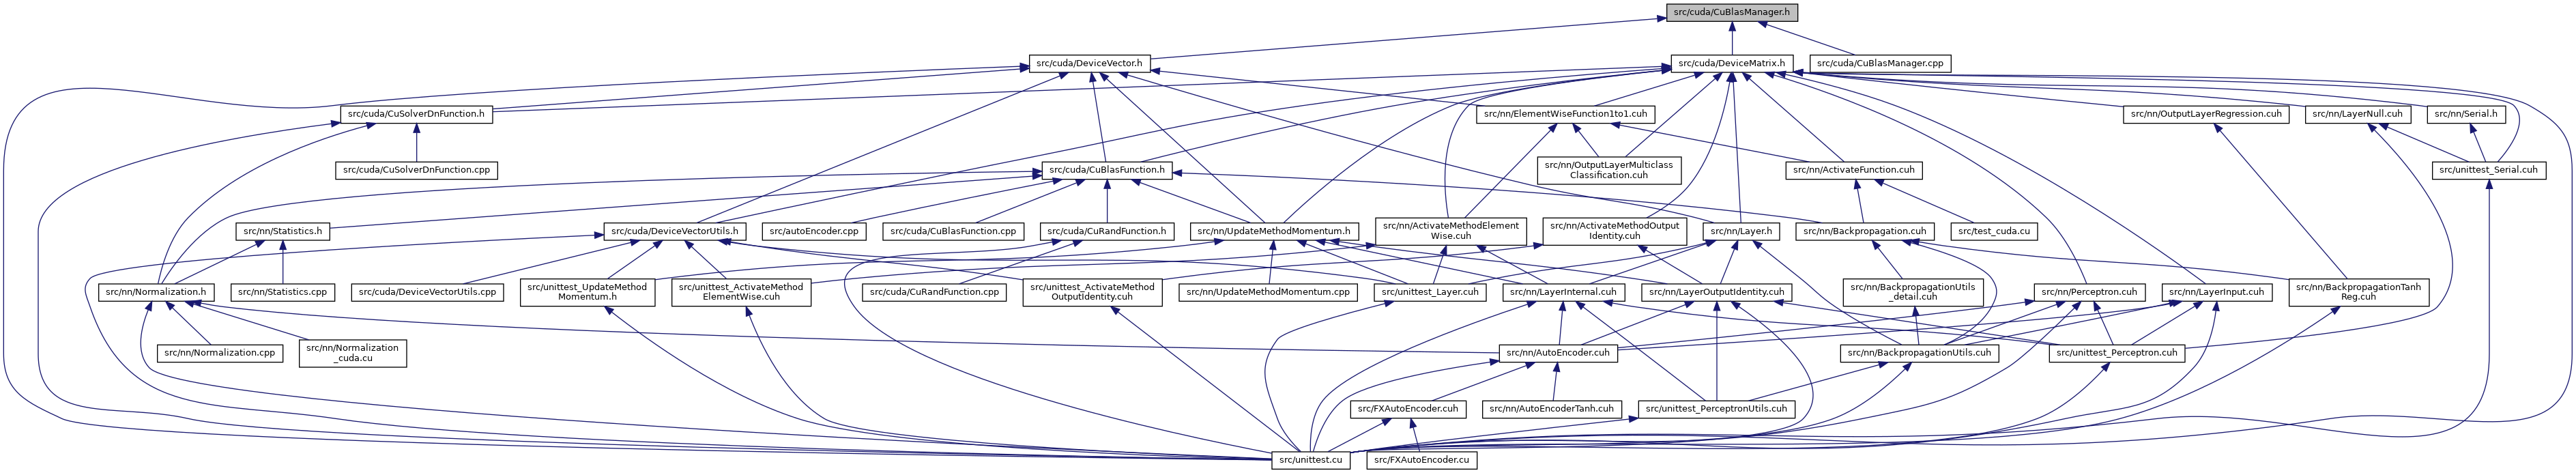 src/cuda/CuBlasManager.h
src/cuda/DeviceVector.h
src/cuda/DeviceMatrix.h
src/cuda/CuBlasManager.cpp
src/cuda/CuSolverDnFunction.h
src/nn/ElementWiseFunction1to1.cuh
src/nn/OutputLayerRegression.cuh
src/nn/LayerNull.cuh
src/nn/Serial.h
src/cuda/CuSolverDnFunction.cpp
src/cuda/CuBlasFunction.h
src/nn/OutputLayerMulticlass
Classification.cuh
src/nn/ActivateFunction.cuh
src/unittest_Serial.cuh
src/nn/Statistics.h
src/cuda/DeviceVectorUtils.h
src/autoEncoder.cpp
src/cuda/CuBlasFunction.cpp
src/cuda/CuRandFunction.h
src/nn/UpdateMethodMomentum.h
src/nn/ActivateMethodElement
Wise.cuh
src/nn/ActivateMethodOutput
Identity.cuh
src/nn/Layer.h
src/nn/Backpropagation.cuh
src/test_cuda.cu
src/nn/Normalization.h
src/nn/Statistics.cpp
src/cuda/DeviceVectorUtils.cpp
src/unittest_UpdateMethod
Momentum.h
src/unittest_ActivateMethod
ElementWise.cuh
src/cuda/CuRandFunction.cpp
src/unittest_ActivateMethod
OutputIdentity.cuh
src/nn/UpdateMethodMomentum.cpp
src/unittest_Layer.cuh
src/nn/LayerInternal.cuh
src/nn/LayerOutputIdentity.cuh
src/nn/BackpropagationUtils
_detail.cuh
src/nn/Perceptron.cuh
src/nn/LayerInput.cuh
src/nn/BackpropagationTanh
Reg.cuh
src/nn/Normalization.cpp
src/nn/Normalization
_cuda.cu
src/nn/AutoEncoder.cuh
src/nn/BackpropagationUtils.cuh
src/unittest_Perceptron.cuh
src/FXAutoEncoder.cuh
src/nn/AutoEncoderTanh.cuh
src/unittest_PerceptronUtils.cuh
src/unittest.cu
src/FXAutoEncoder.cu